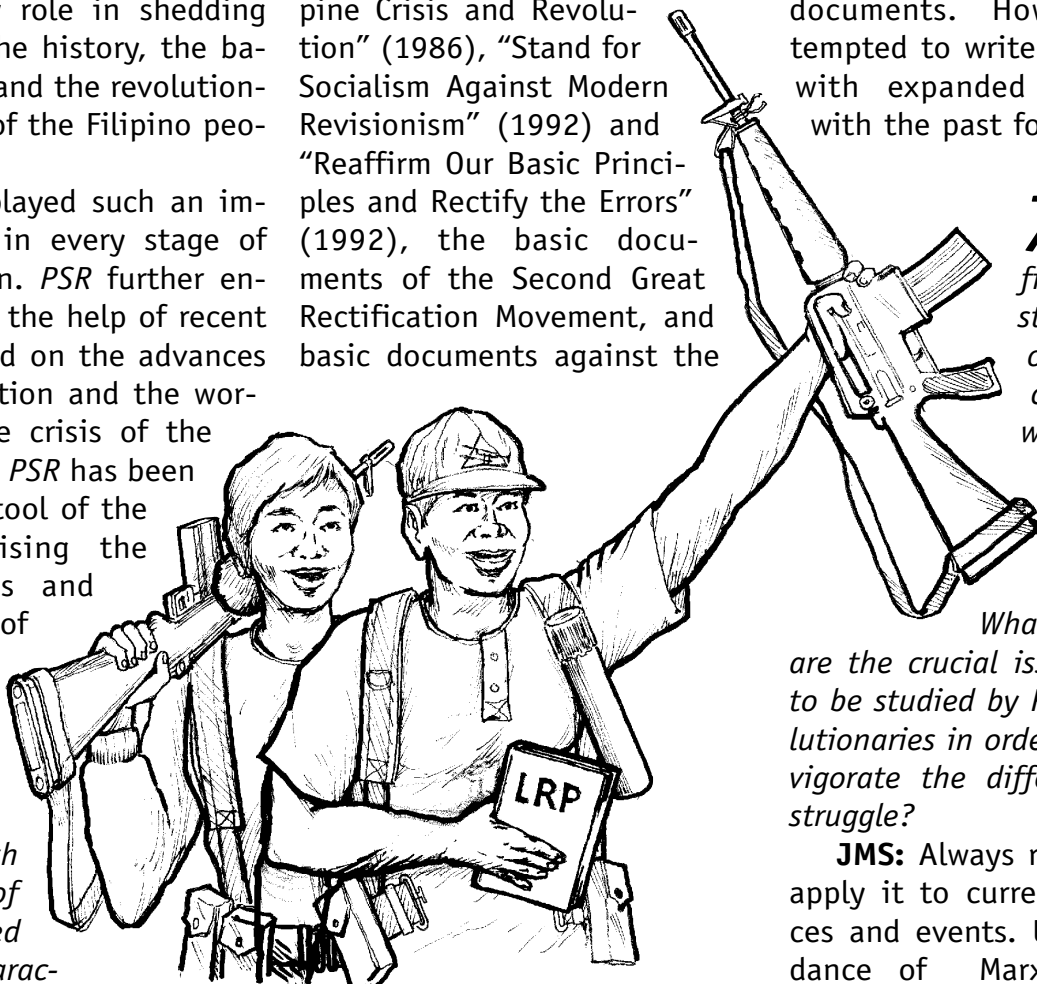 role in shedding
ne history, the ba-
and the revolution-
of the Filipino peo-
played such an im-
in every stage of
n. PSR further en-
the help of recent
d on the advances
tion and the wor-
e crisis of the
PSR has been
tool of the
ising the
s and
of
h
of
ed
arac-
pine Crisis and Revolu-
tion” (1986), “Stand for
Socialism Against Modern
Revisionism” (1992) and
“Reaffirm Our Basic Princi-
ples and Rectify the Errors”
(1992), the basic docu-
ments of the Second Great
Rectification Movement, and
basic documents against the
LRP
documents. How
tempted to write
with expanded
with the past fo
st
w
Wha
are the crucial is
to be studied by
lutionaries in orde
vigorate the diffe
struggle?
JMS: Always
apply it to curre
ces and events.
dance of Marx